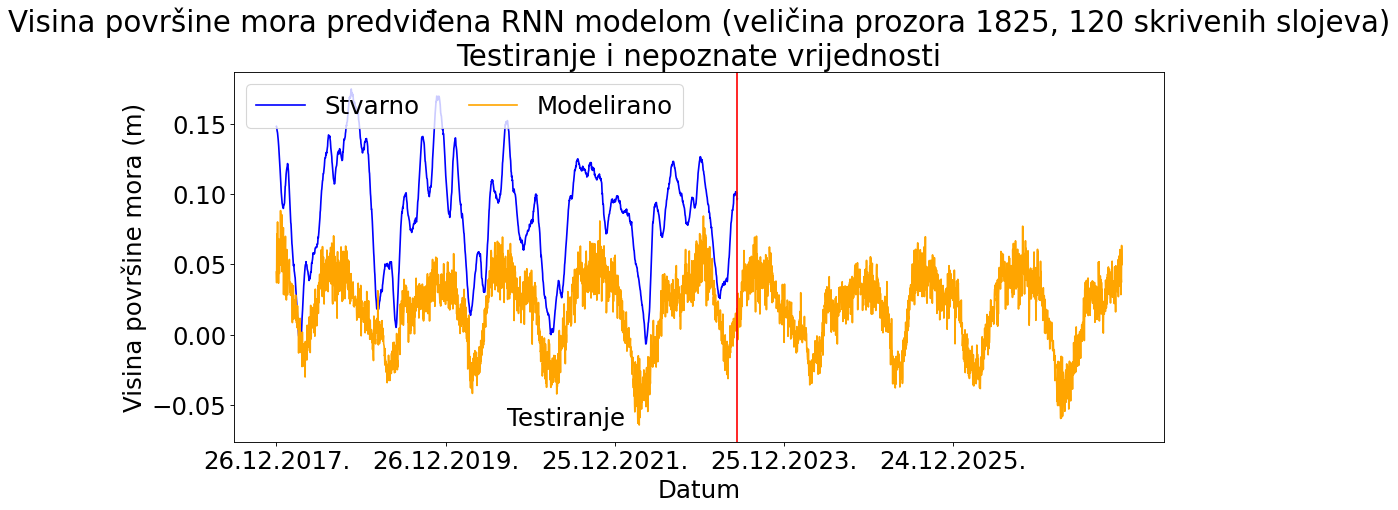 Visina površine mora predviđena RNN modelom (veličina prozora 1825, 120 skrivenih slojeva)
Testiranje i nepoznate vrijednosti
Stvarno
Modelirano
Visina površine mora (m)
0.15
0.10
0.05
0.00
−0.05
Testiranje
26.12.2017.
26.12.2019.
25.12.2021.
25.12.2023.
24.12.2025.
Datum